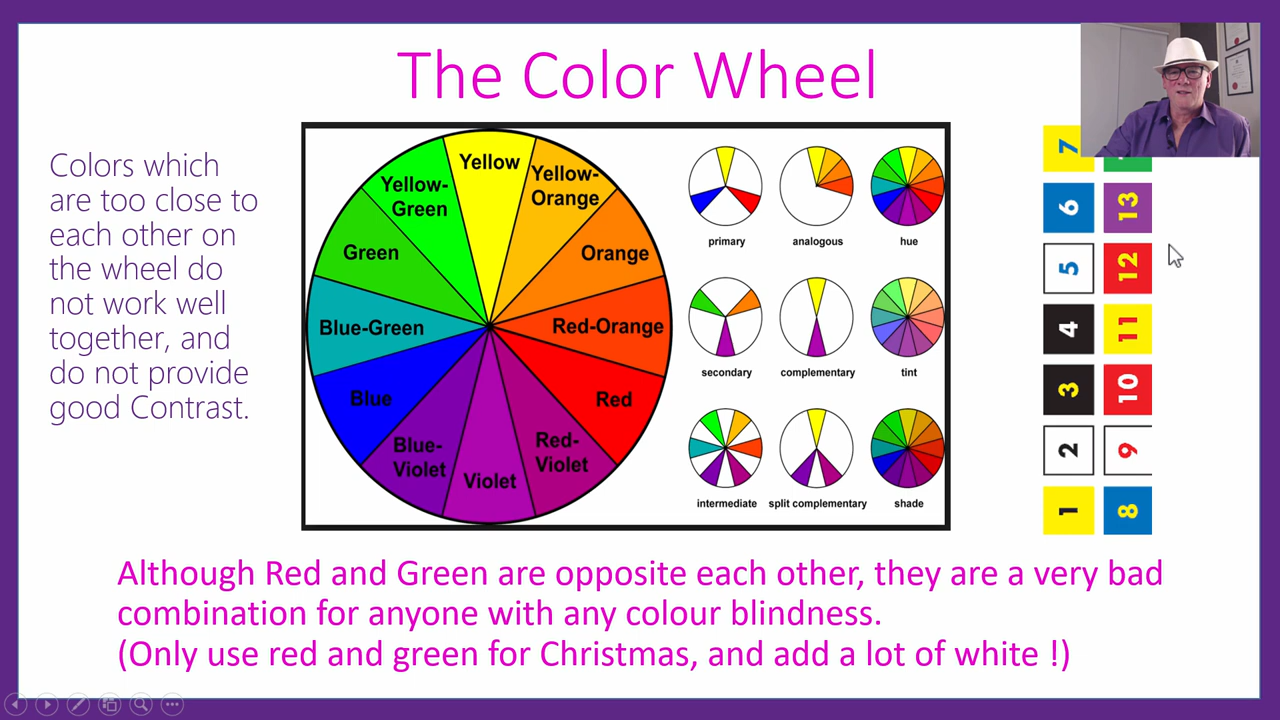 The Color Wheel
Colors which
are too close to
each other on
the wheel do
not work well
together, and
do not provide
good Contrast.
Yellow
Yellow-
Orange
Orange
Red-Orange
Red
Red-
Violet
Violet
Blue-
Violet
Blue
Blue-Green
Green
Yellow-
Green
primary
analogous
hue
secondary
complementary
tint
intermediate
split complementary
shade
7
6
13
5
12
4
11
3
10
2
9
1
8
Although Red and Green are opposite each other, they are a very bad
combination for anyone with any colour blindness.
(Only use red and green for Christmas, and add a lot of white !)